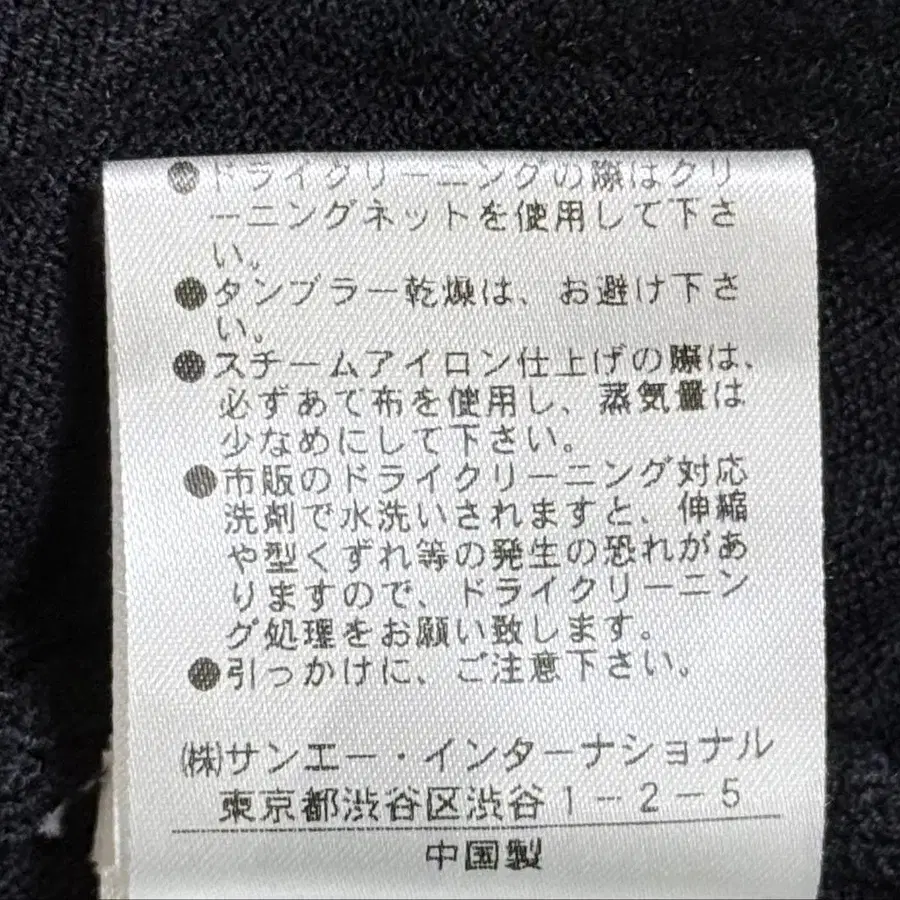 ●ドライクリーニングの際はクリ
ーニングネットを使用して下さ
い。
●タンブラー乾燥は、お避け下さ
い。
●スチームアイロン仕上げの際は、
必ずあて布を使用し、蒸気量は
少なめにして下さい。
●市販のドライクリーニング対応
洗剤で水洗いされますと、伸縮
や型くずれ等の発生の恐れがあ
りますので、ドライクリーニン
グ処理をお願い致します。
●引っかけに、ご注意下さい。
㈱サンエー・インターナショナル
東京都渋谷区渋谷1-2-5
中国製